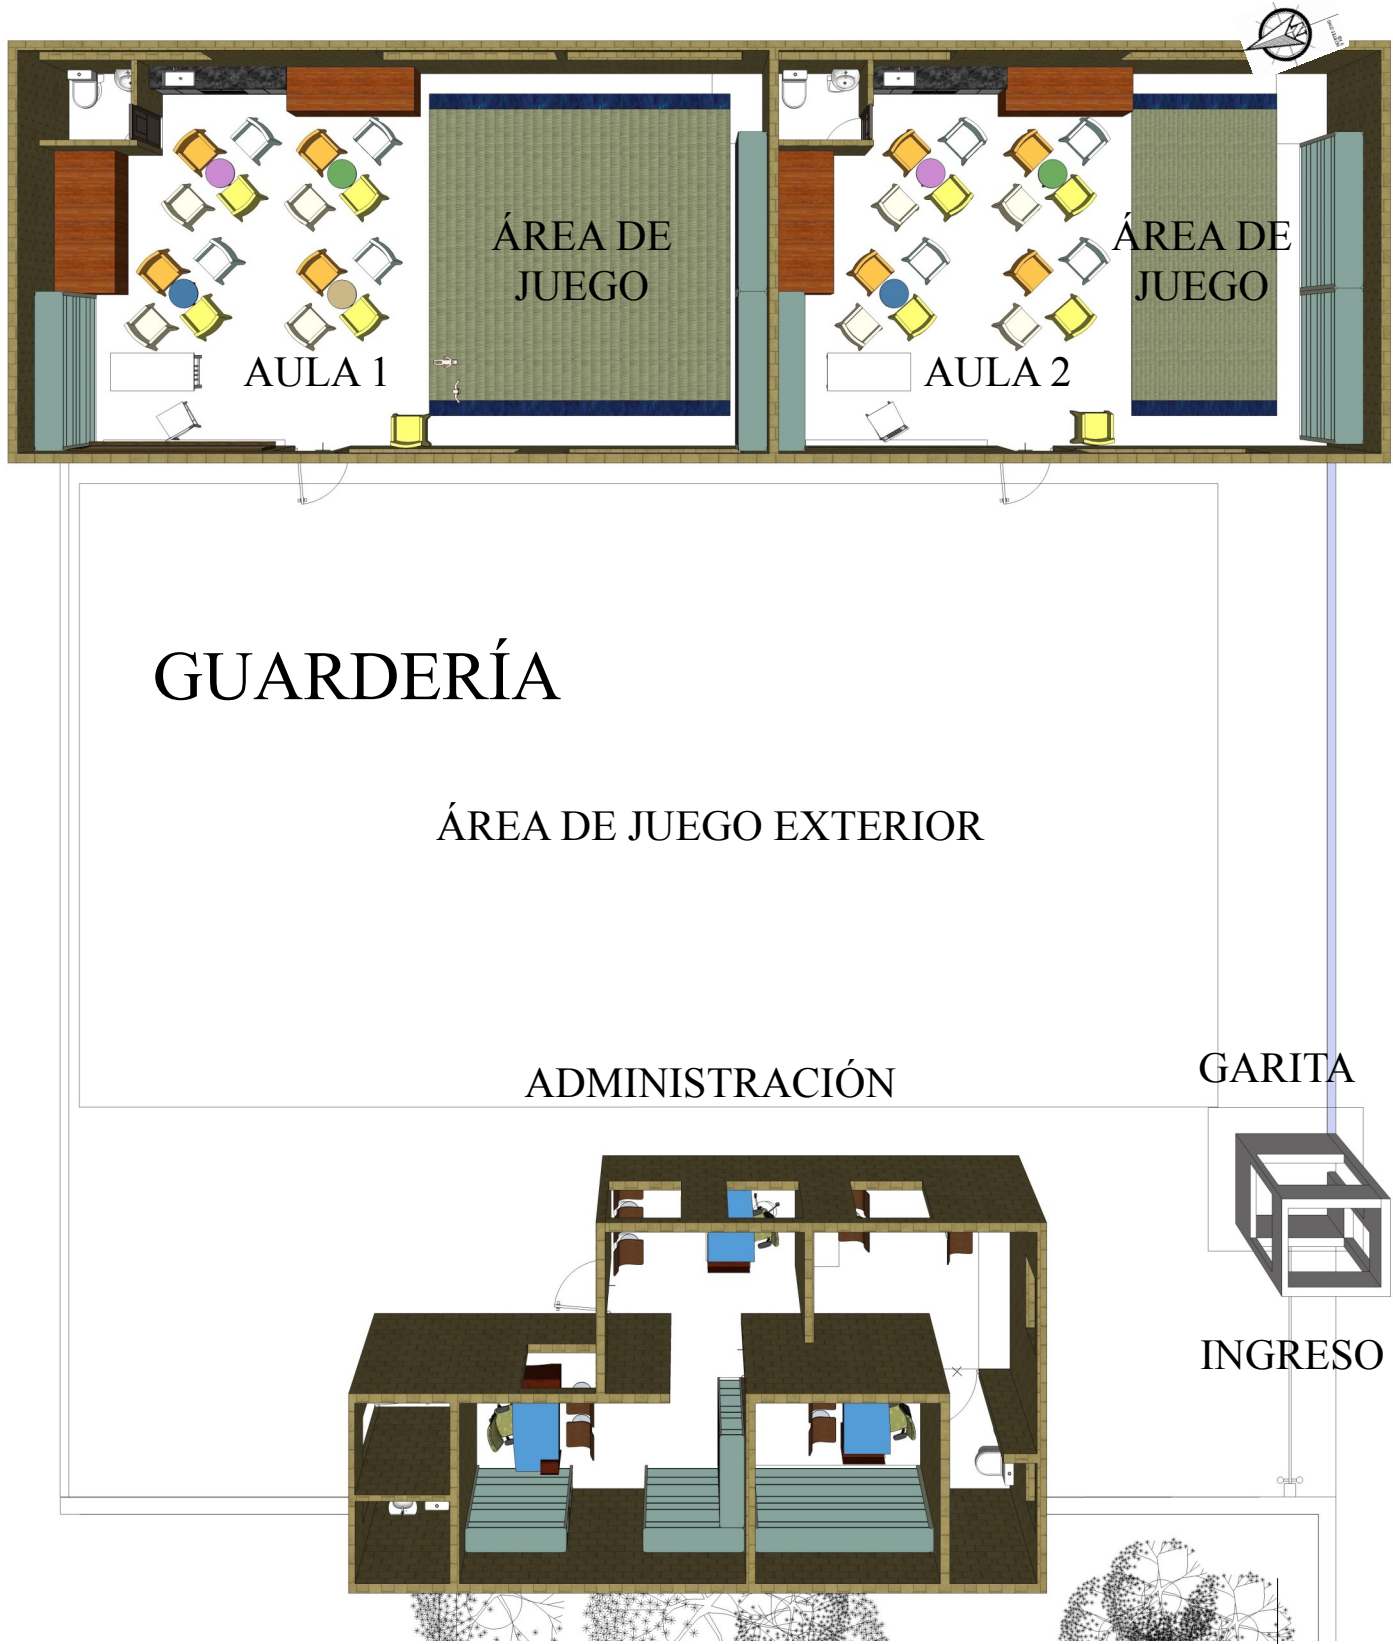 ÁREA DE
JUEGO
ÁREA DE
JUEGO
AULA 1
AULA 2
GUARDERÍA
ÁREA DE JUEGO EXTERIOR
ADMINISTRACIÓN
GARITA
INGRESO